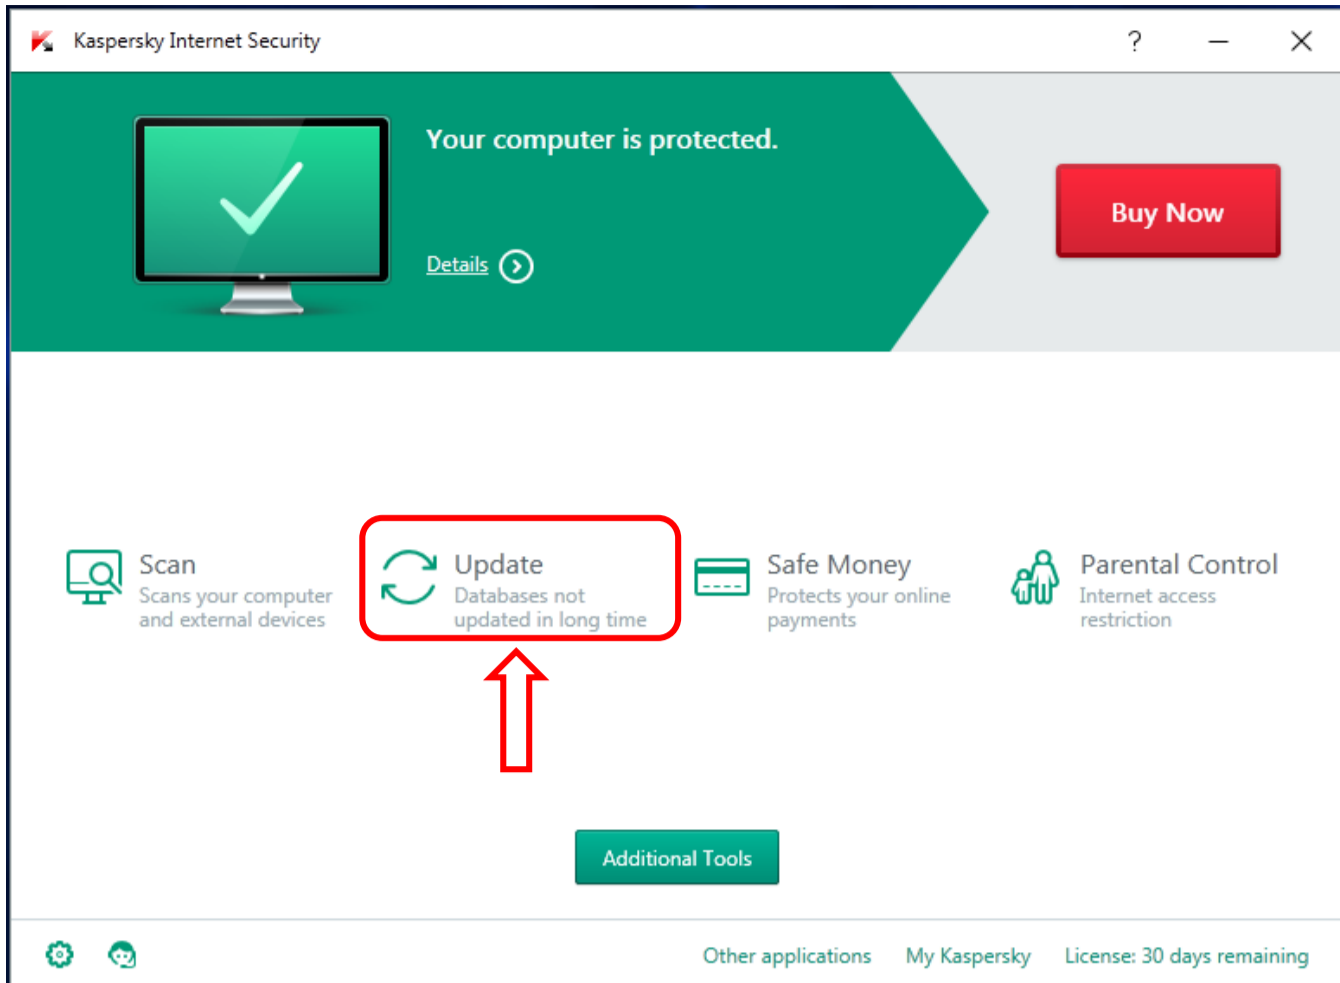 Kaspersky Internet Security
?
Your computer is protected.
Details
Buy Now
Scan
Scans your computer
and external devices
Update
Databases not
updated in long time
Safe Money
Protects your online
payments
Parental Control
Internet access
restriction
Additional Tools
Other applications My Kaspersky License: 30 days remaining